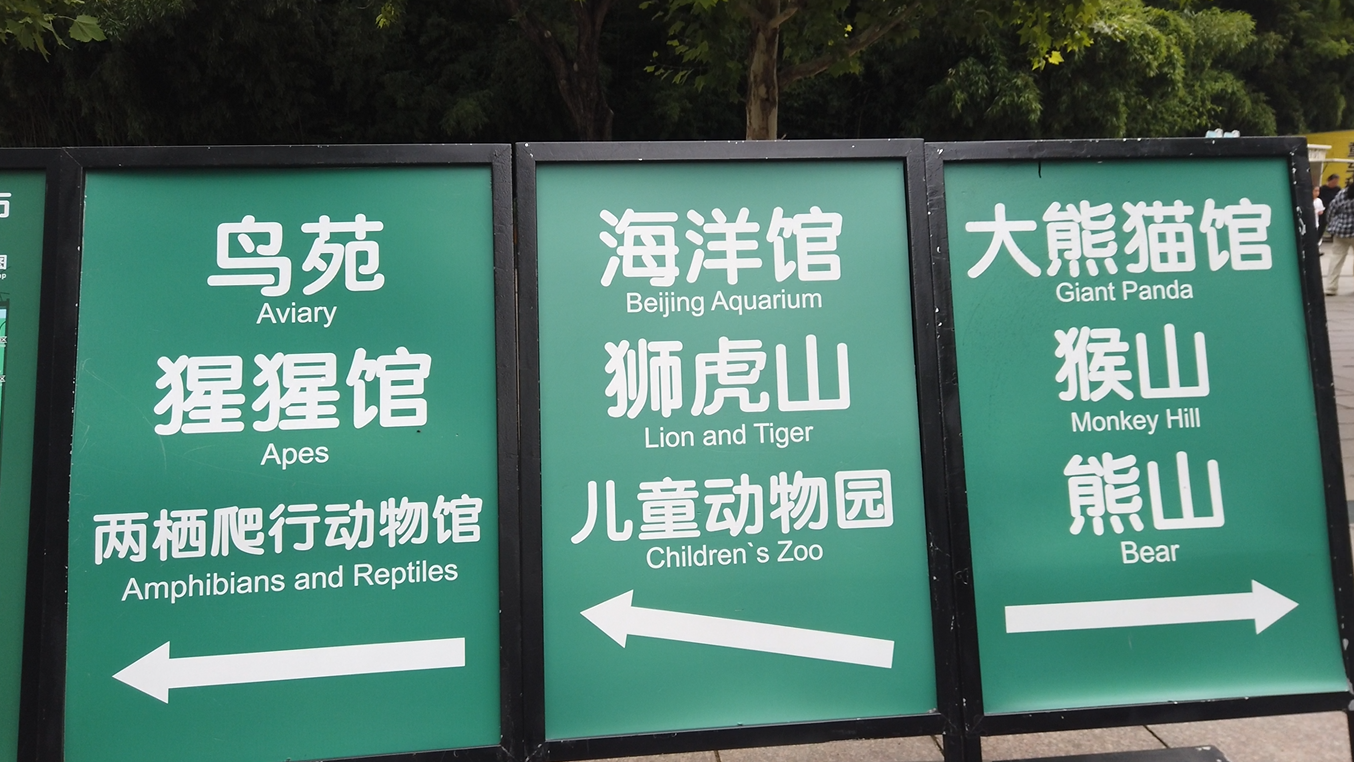 鸟苑
Aviary
猩猩馆
Apes
两栖爬行动物馆
Amphibians and Reptiles
海洋馆
Beijing Aquarium
狮虎山
Lion and Tiger
儿童动物园
Children`s Zoo
大熊猫馆
Giant Panda
猴山
Monkey Hill
熊山
Bear